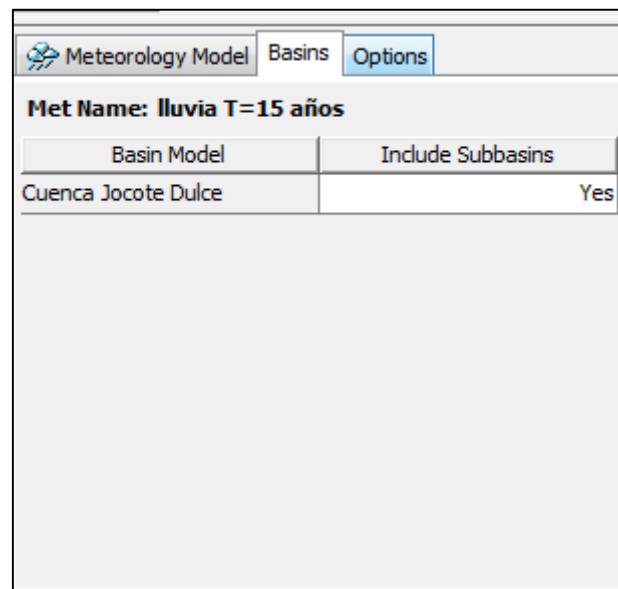 Meteorology Model Basins Options
Met Name: lluvia T=15 años
Basin Model Include Subbasins
Cuenca Jocote Dulce Yes